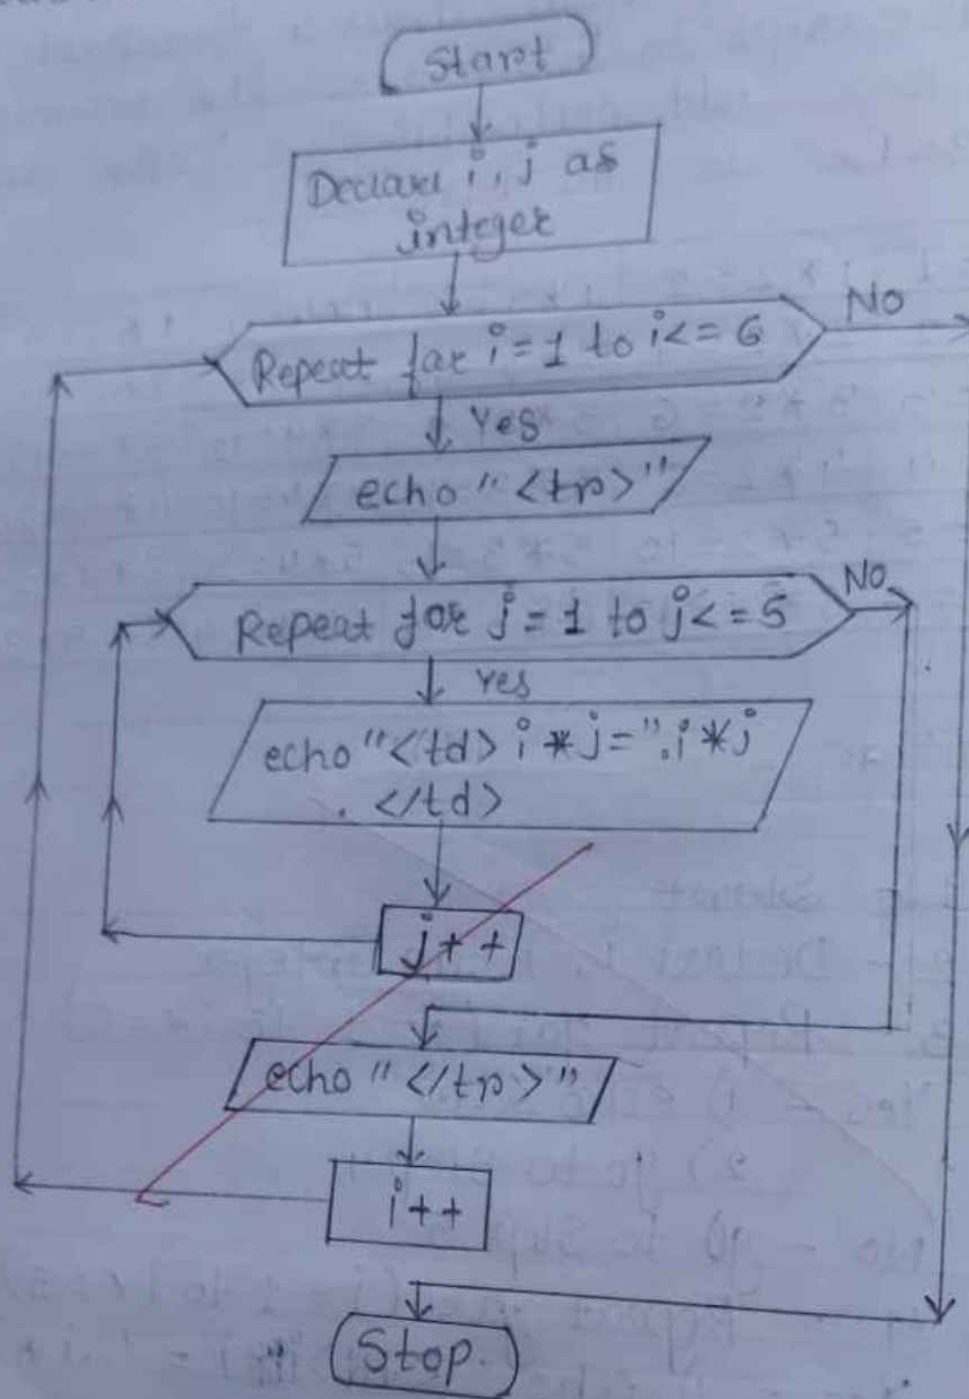 Start
Declare i, j as
integer
Repeat for i=1 to i<=6
No
Yes
echo "<tr>"
Repeat for j=1 to j<=5
No
Yes
echo "<td> i*j=".i*j
. </td>
j++
echo "</tr>"
i++
Stop.